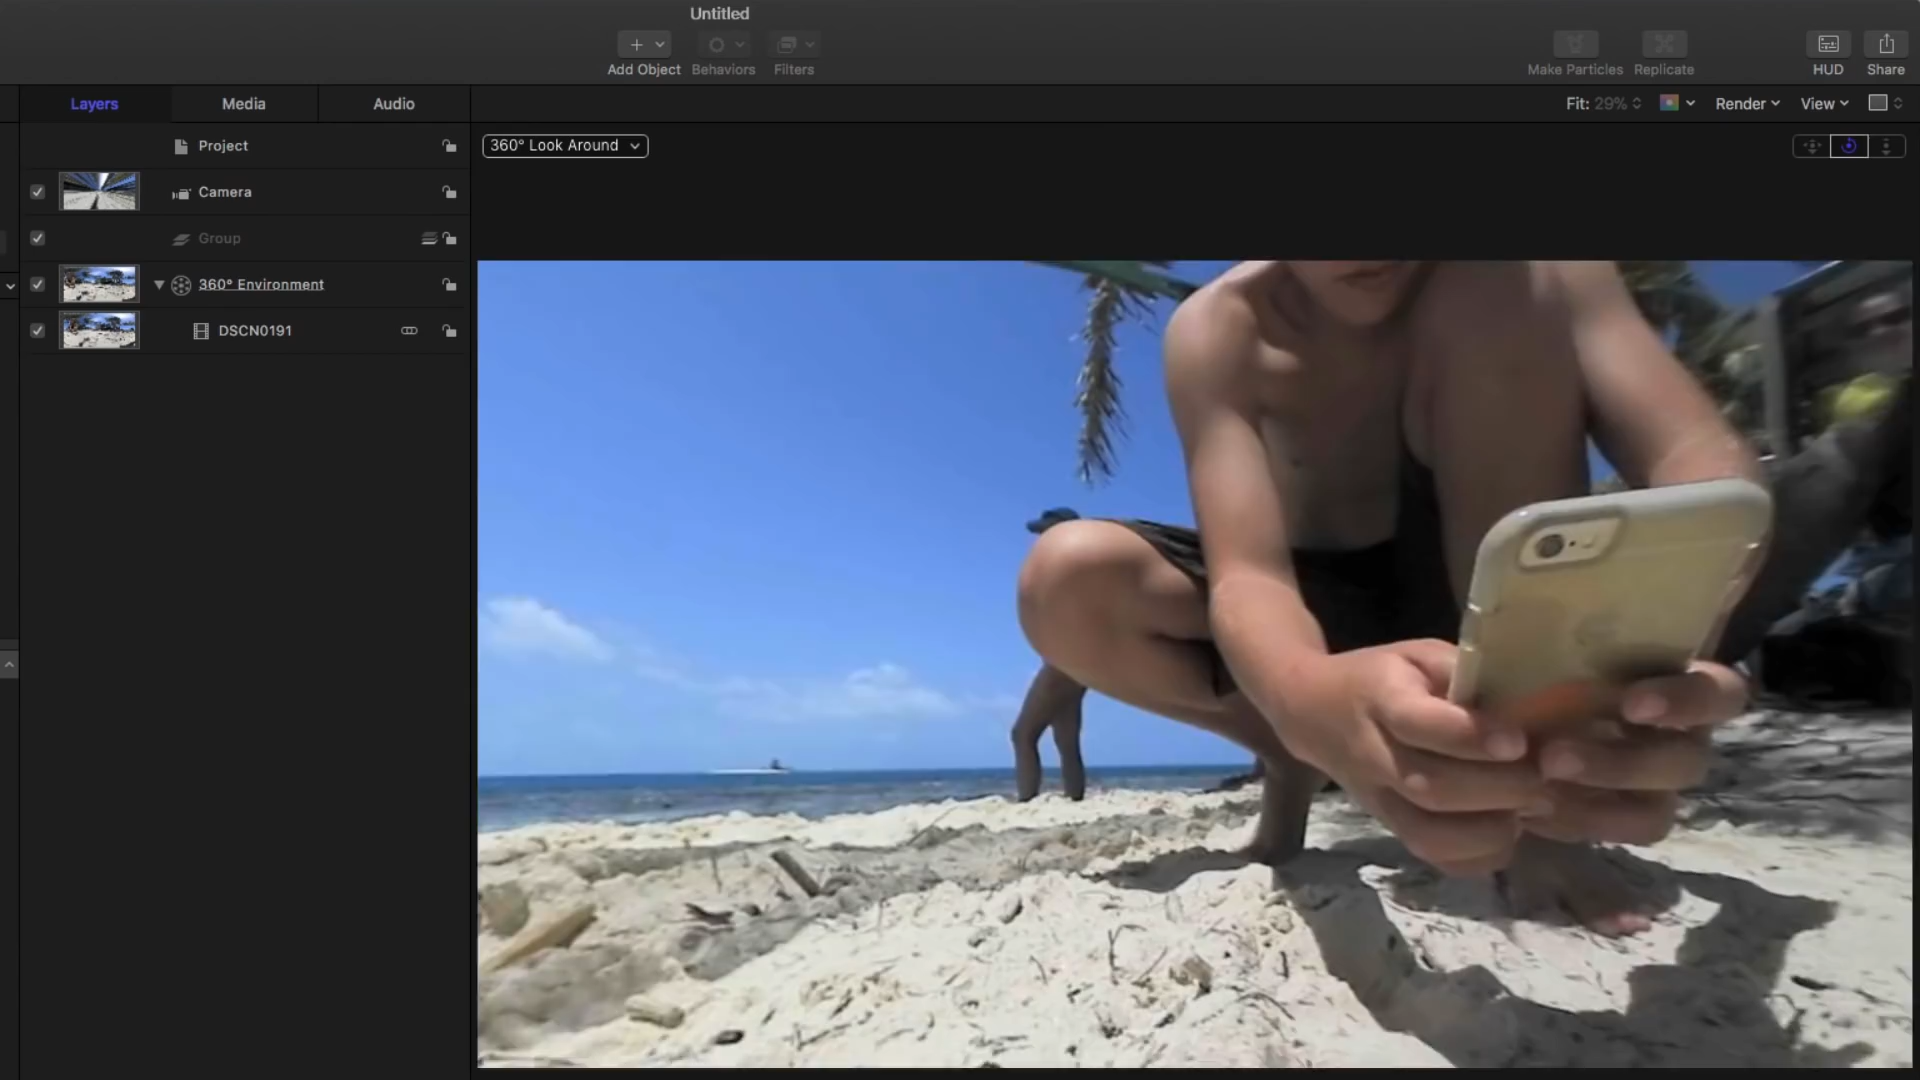 Untitled
Add Object
Behaviors
Filters
Make Particles
Replicate
HUD
Share
Layers
Media
Audio
Fit: 29%
Render
View
Project
360° Look Around
Camera
Group
360° Environment
DSCN0191